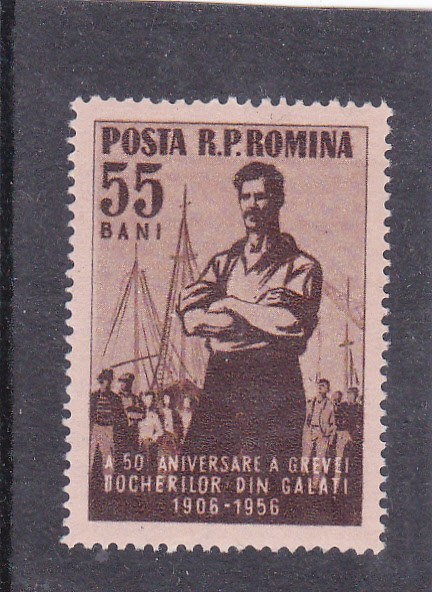 POSTA R.P.ROMINA
55
BANI
A 50 ANIVERSARE A GREVEI
DOCHERILOR DIN GALATI
1906-1956